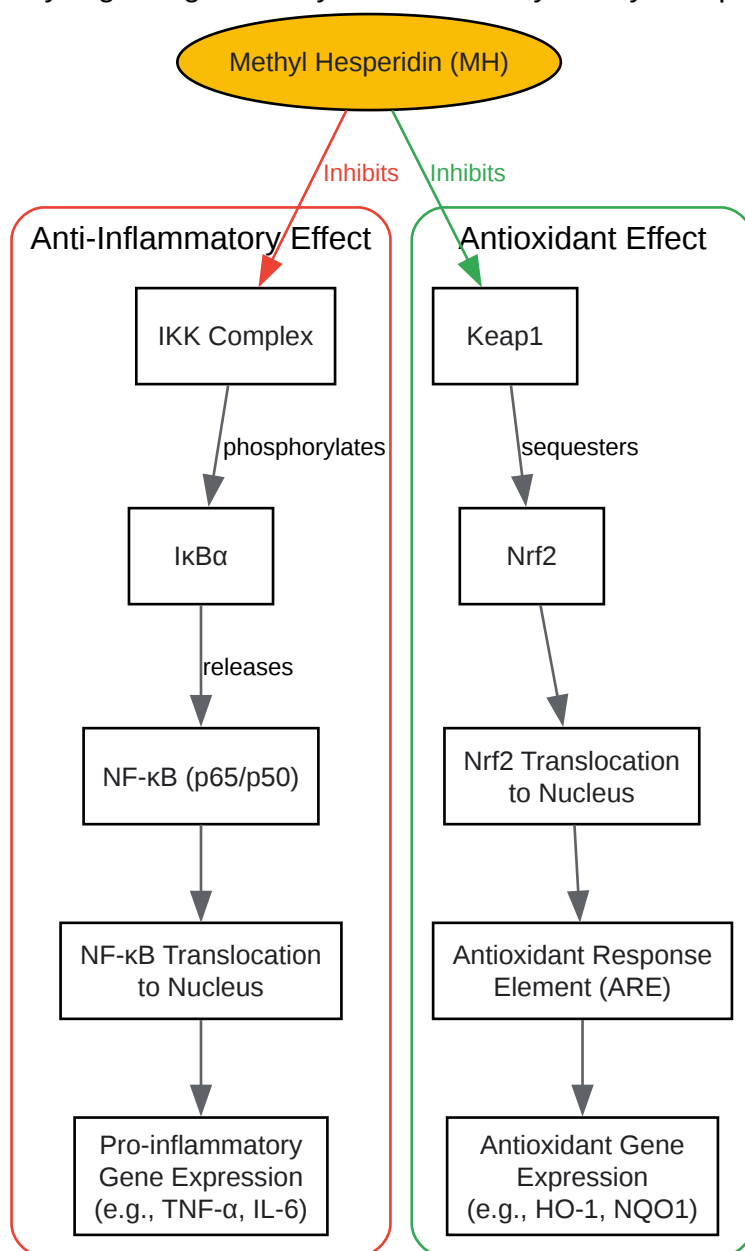 Methyl Hesperidin (MH)
Inhibits
Inhibits
Anti-Inflammatory Effect
Antioxidant Effect
IKK Complex
Keap1
phosphorylates
sequesters
IκBα
Nrf2
releases
NF-κB (p65/p50)
Nrf2 Translocation
to Nucleus
NF-κB Translocation
to Nucleus
Antioxidant Response
Element (ARE)
Pro-inflammatory
Gene Expression
(e.g., TNF-α, IL-6)
Antioxidant Gene
Expression
(e.g., HO-1, NQO1)